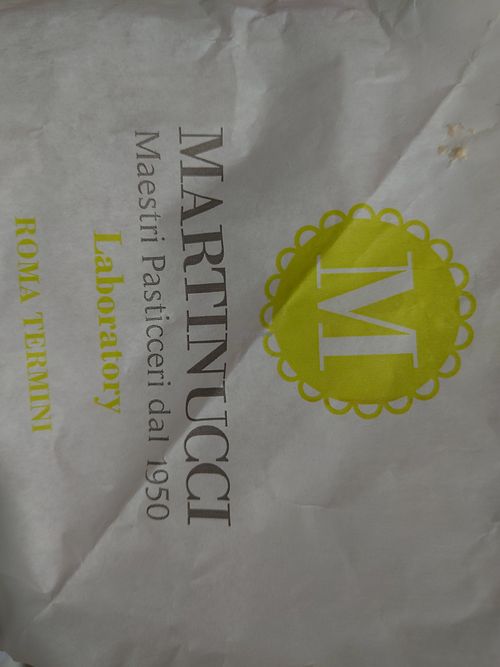 M
MARTINUCCI
Maestri Pasticceri dal 1950
Laboratory
ROMA TERMINI